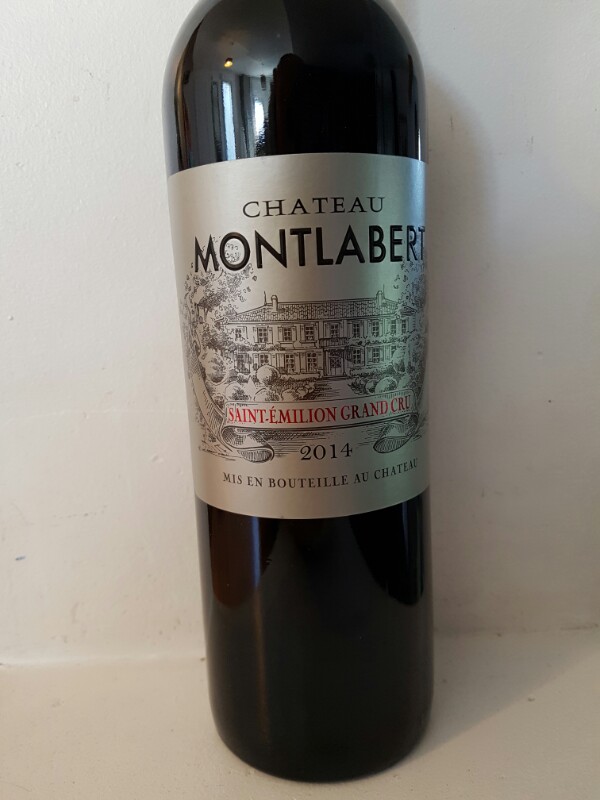 CHATEAU
MONTLABERT
SAINT-ÉMILION GRAND CRU
2014
MIS EN BOUTEILLE AU CHATEAU